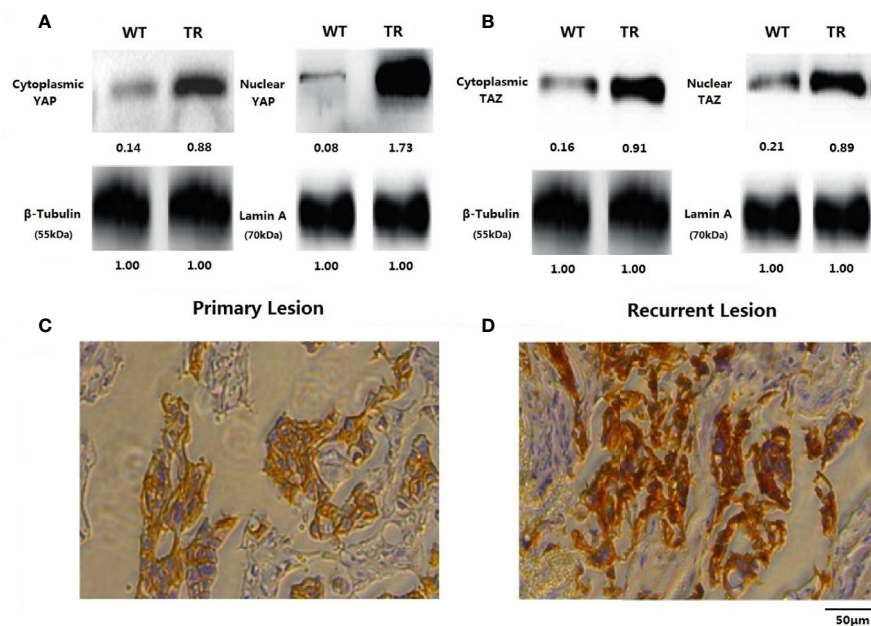 A
WT TR WT TR
Cytoplasmic
YAP
Nuclear
YAP
0.14 0.88 0.08 1.73
β-Tubulin
(55kDa)
Lamin A
(70kDa)
1.00 1.00 1.00 1.00
B
WT TR WT TR
Cytoplasmic
TAZ
Nuclear
TAZ
0.16 0.91 0.21 0.89
β-Tubulin
(55kDa)
Lamin A
(70kDa)
1.00 1.00 1.00 1.00
C
Primary Lesion
D
Recurrent Lesion
50μm